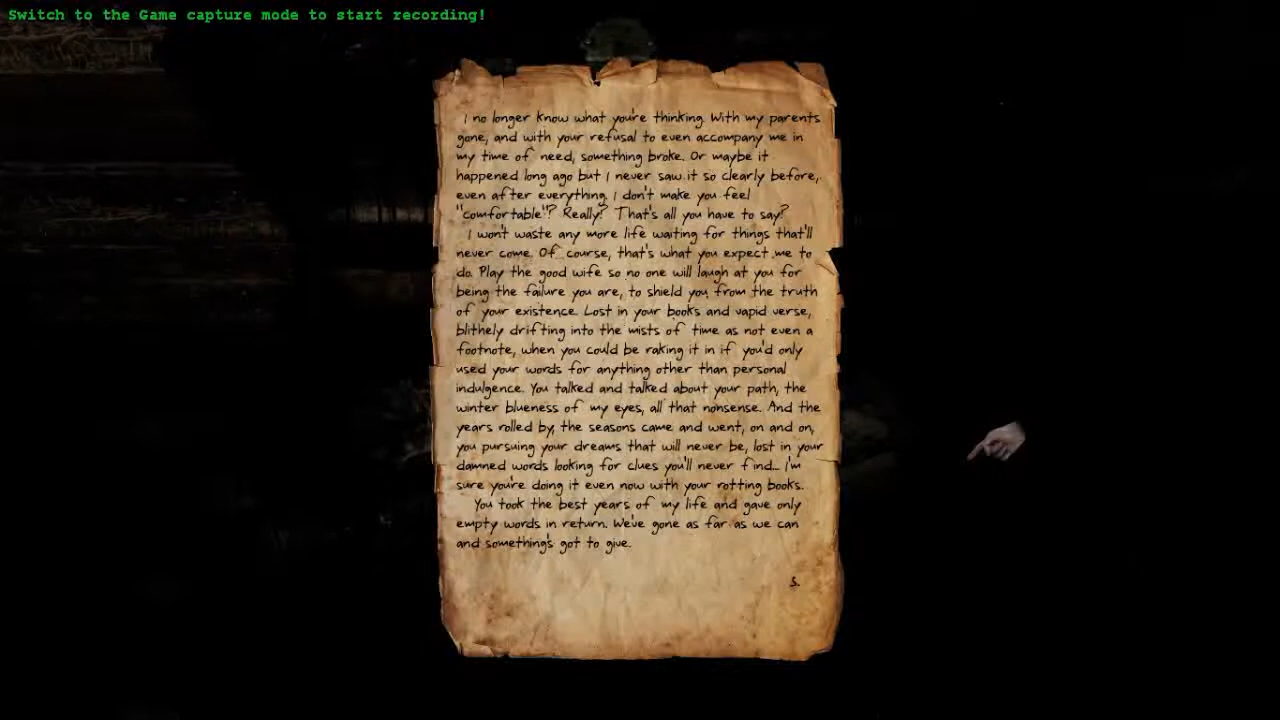 Switch to the Game capture mode to start recording!
I no longer know what you're thinking. With my parents
gone, and with your refusal to even accompany me in
my time of need, something broke. Or maybe it
happened long ago but I never saw it so clearly before,
even after everything. I don't make you feel
"comfortable"? Really? That's all you have to say?
I won't waste any more life waiting for things that'll
never come. Of course, that's what you expect me to
do. Play the good wife so no one will laugh at you for
being the failure you are, to shield you from the truth
of your existence. Lost in your books and vapid verse,
blithely drifting into the mists of time as not even a
footnote, when you could be raking it in if you'd only
used your words for anything other than personal
indulgence. You talked and talked about your path, the
winter blueness of my eyes, all that nonsense. And the
years rolled by, the seasons came and went, on and on,
you pursuing your dreams that will never be, lost in your
damned words looking for clues you'll never find... I'm
sure you're doing it even now with your rotting books.
You took the best years of my life and gave only
empty words in return. We've gone as far as we can
and something's got to give.
S.